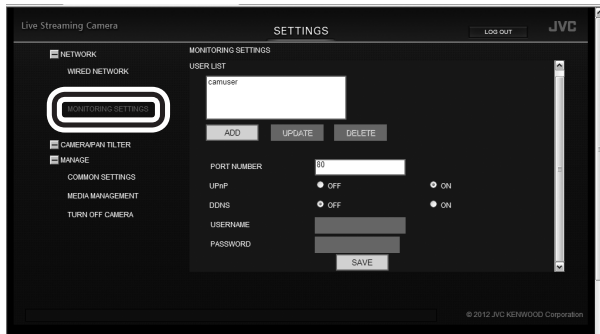 Live Streaming Camera
SETTINGS
LOG OUT
JVC
NETWORK
WIRED NETWORK
MONITORING SETTINGS
CAMERA/PAN TILTER
MANAGE
COMMON SETTINGS
MEDIA MANAGEMENT
TURN OFF CAMERA
MONITORING SETTINGS
USER LIST
camuser
ADD UPDATE DELETE
PORT NUMBER 80
UPnP OFF ON
DDNS OFF ON
USERNAME
PASSWORD
SAVE
© 2012 JVC KENWOOD Corporation